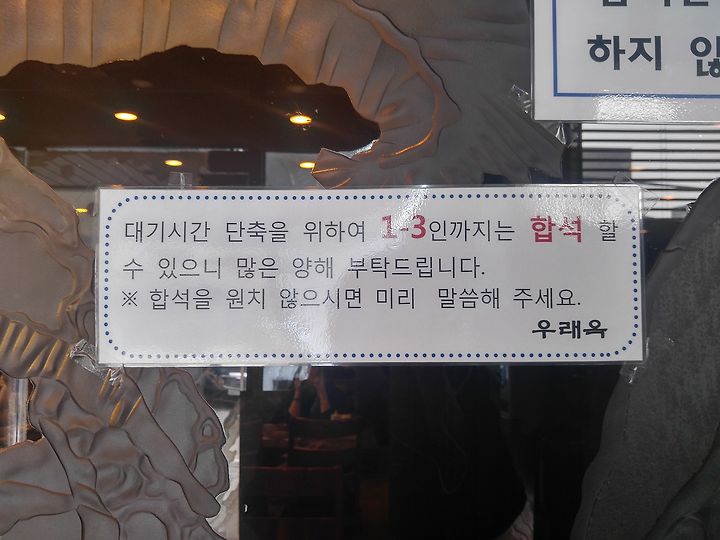 하지 않
대기시간 단축을 위하여 1-3인까지는 합석 할
수 있으니 많은 양해 부탁드립니다.
※ 합석을 원치 않으시면 미리 말씀해 주세요.
우래옥